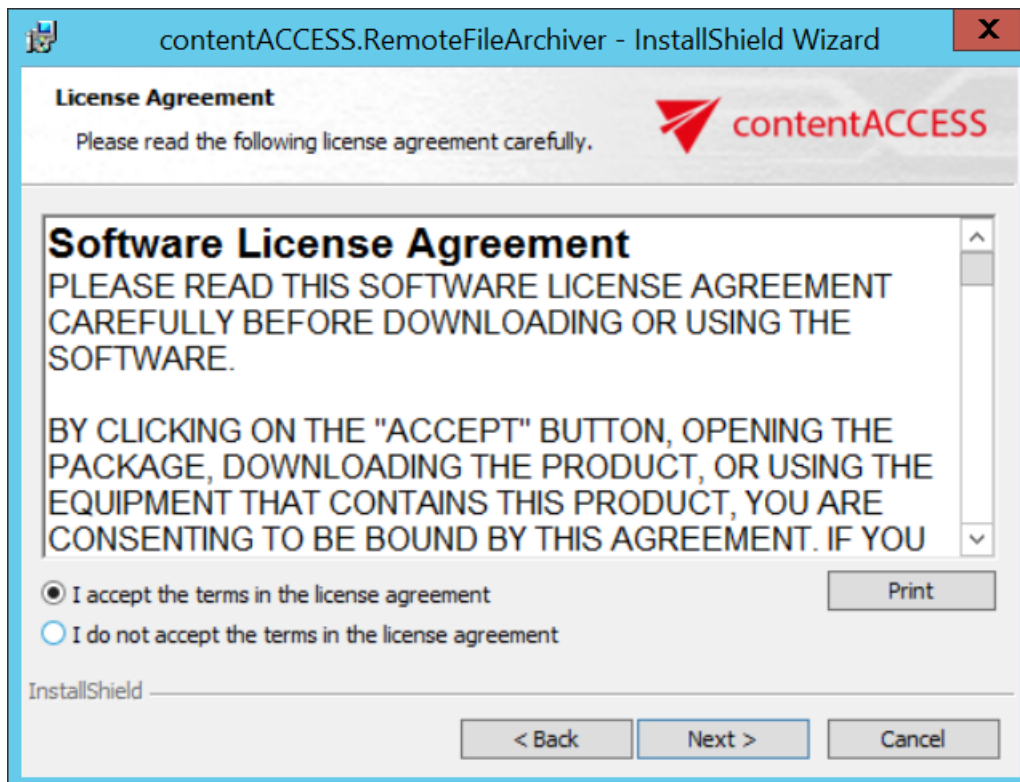 contentACCESS.RemoteFileArchiver - InstallShield Wizard
X
License Agreement
Please read the following license agreement carefully.
contentACCESS
Software License Agreement
PLEASE READ THIS SOFTWARE LICENSE AGREEMENT
CAREFULLY BEFORE DOWNLOADING OR USING THE
SOFTWARE.
BY CLICKING ON THE "ACCEPT" BUTTON, OPENING THE
PACKAGE, DOWNLOADING THE PRODUCT, OR USING THE
EQUIPMENT THAT CONTAINS THIS PRODUCT, YOU ARE
CONSENTING TO BE BOUND BY THIS AGREEMENT. IF YOU
I accept the terms in the license agreement
Print
I do not accept the terms in the license agreement
InstallShield
< Back
Next >
Cancel